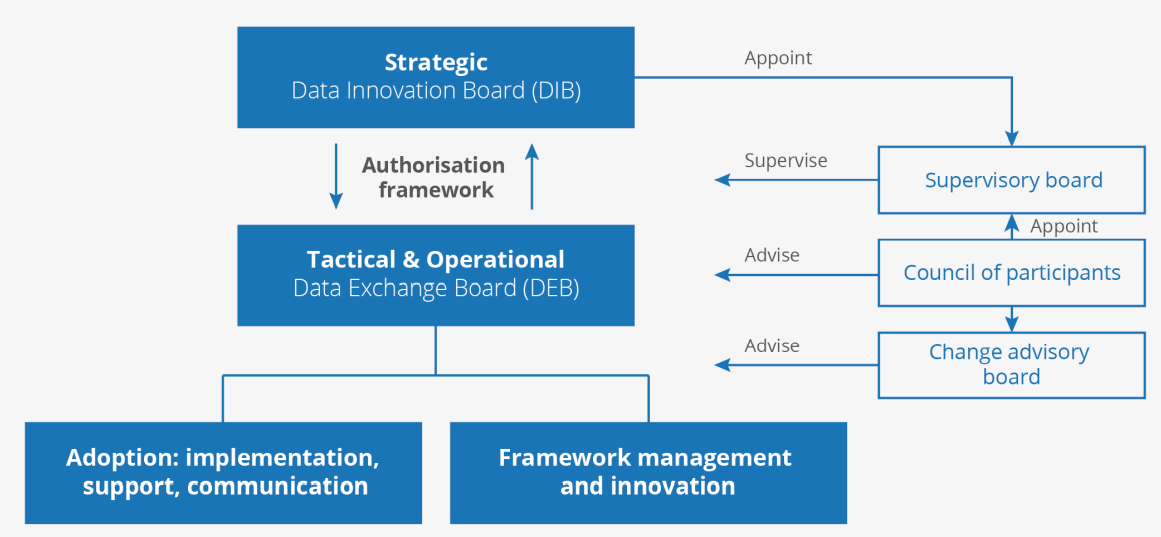 Strategic
Data Innovation Board (DIB)
Appoint
Authorisation
framework
Supervise
Supervisory board
Appoint
Tactical & Operational
Data Exchange Board (DEB)
Advise
Council of participants
Advise
Change advisory
board
Adoption: implementation,
support, communication
Framework management
and innovation